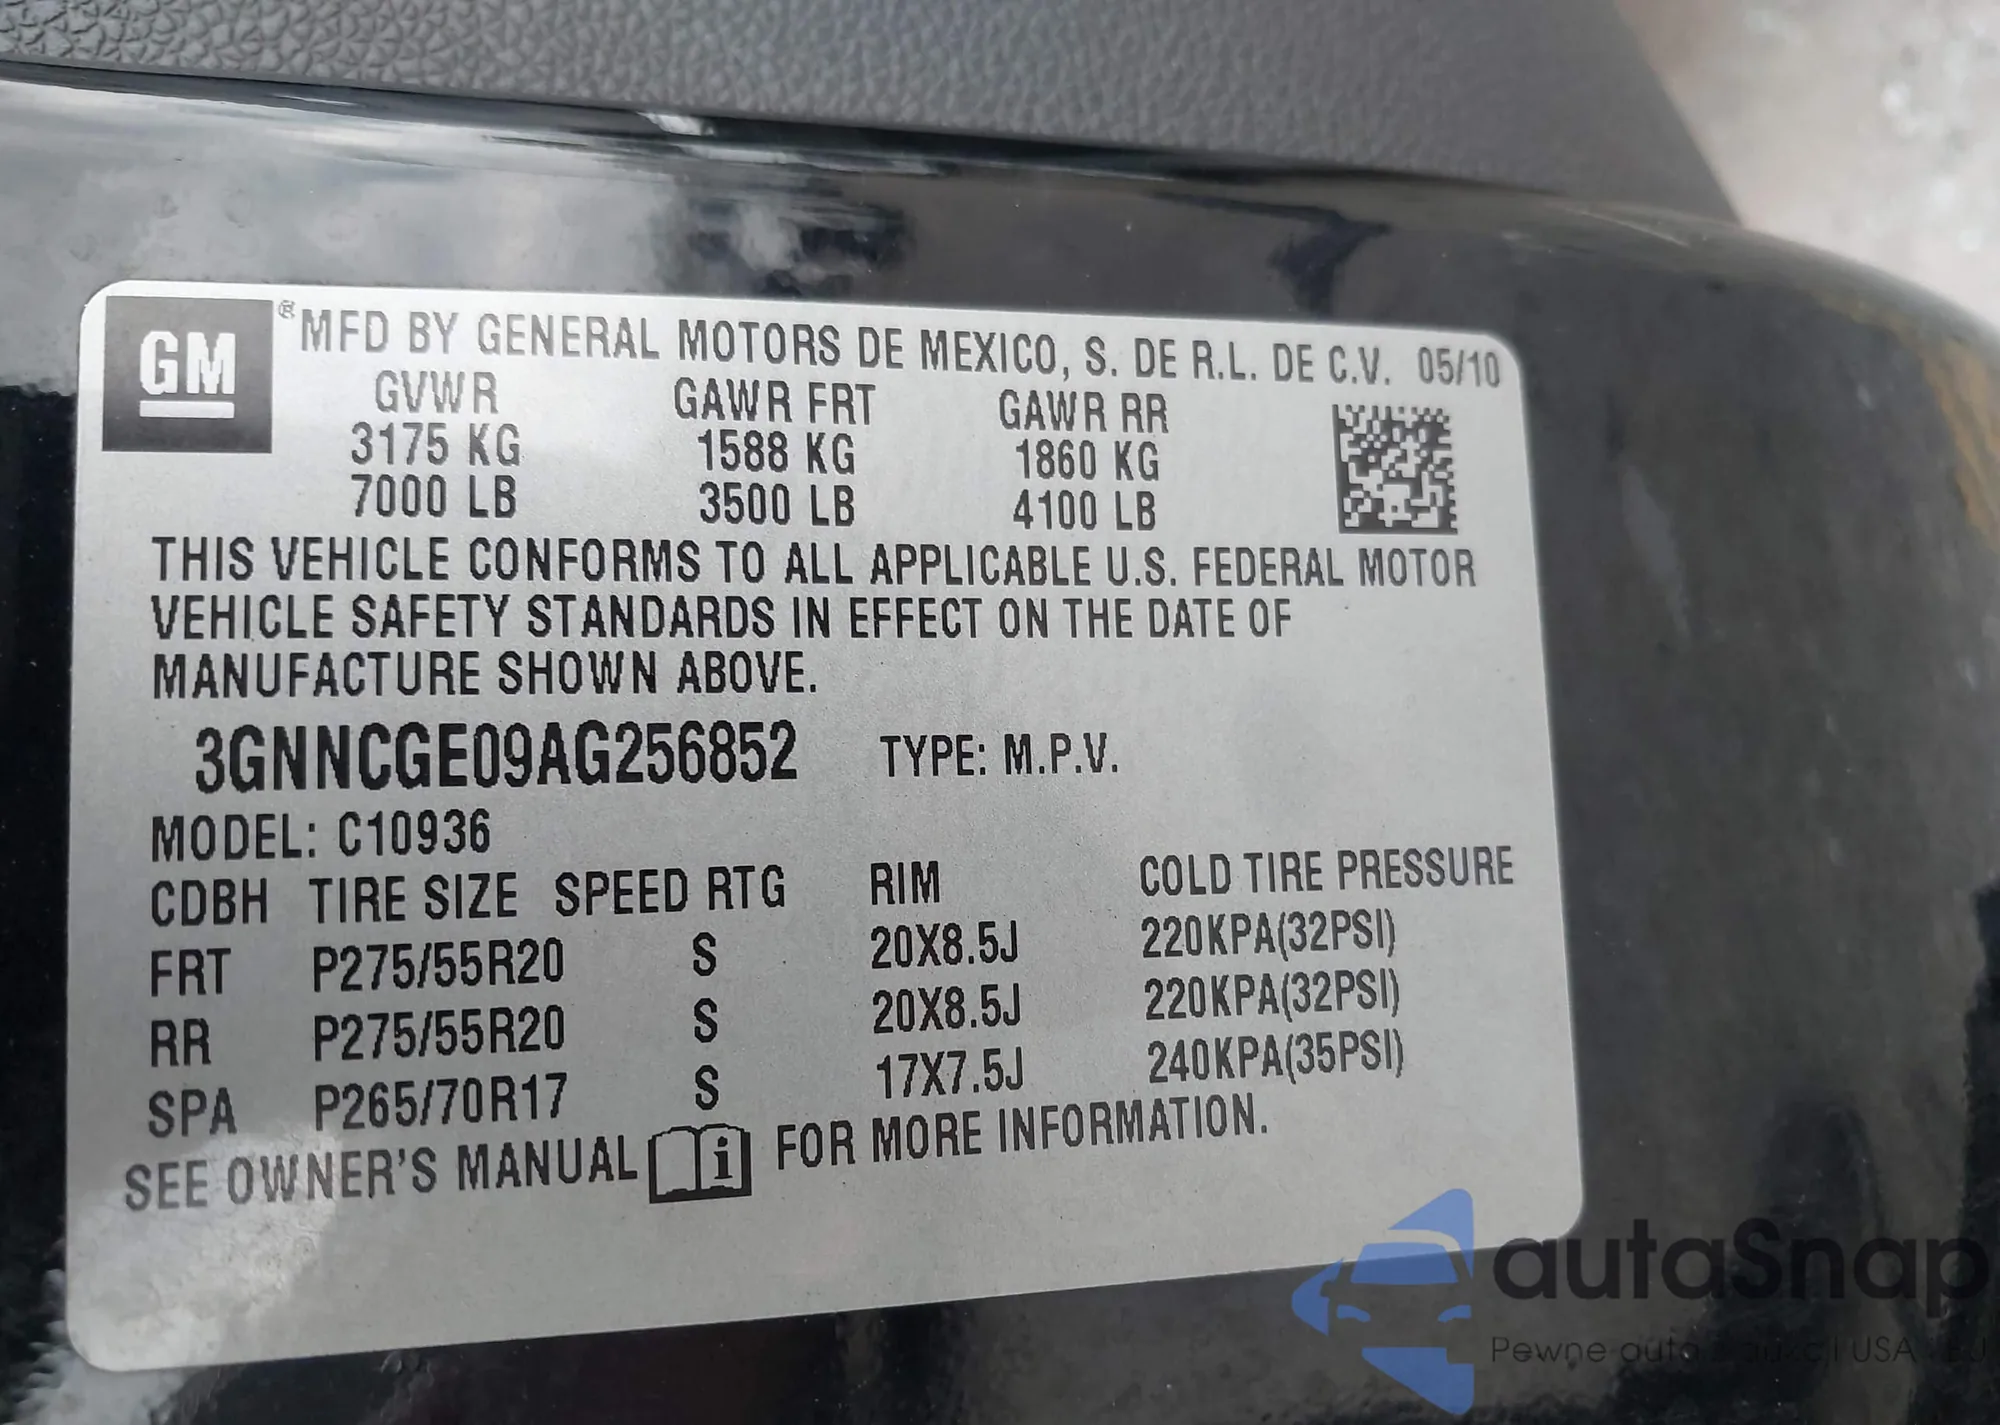 GM ® MFD BY GENERAL MOTORS DE MEXICO, S. DE R.L. DE C.V. 05/10
GVWR GAWR FRT GAWR RR
3175 KG 1588 KG 1860 KG
7000 LB 3500 LB 4100 LB
THIS VEHICLE CONFORMS TO ALL APPLICABLE U.S. FEDERAL MOTOR
VEHICLE SAFETY STANDARDS IN EFFECT ON THE DATE OF
MANUFACTURE SHOWN ABOVE.
3GNNCGE09AG256852 TYPE: M.P.V.
MODEL: C10936
CDBH TIRE SIZE SPEED RTG RIM COLD TIRE PRESSURE
FRT P275/55R20 S 20X8.5J 220KPA(32PSI)
RR P275/55R20 S 20X8.5J 220KPA(32PSI)
SPA P265/70R17 S 17X7.5J 240KPA(35PSI)
SEE OWNER'S MANUAL i FOR MORE INFORMATION.
autaSnap
Pewne auta USA